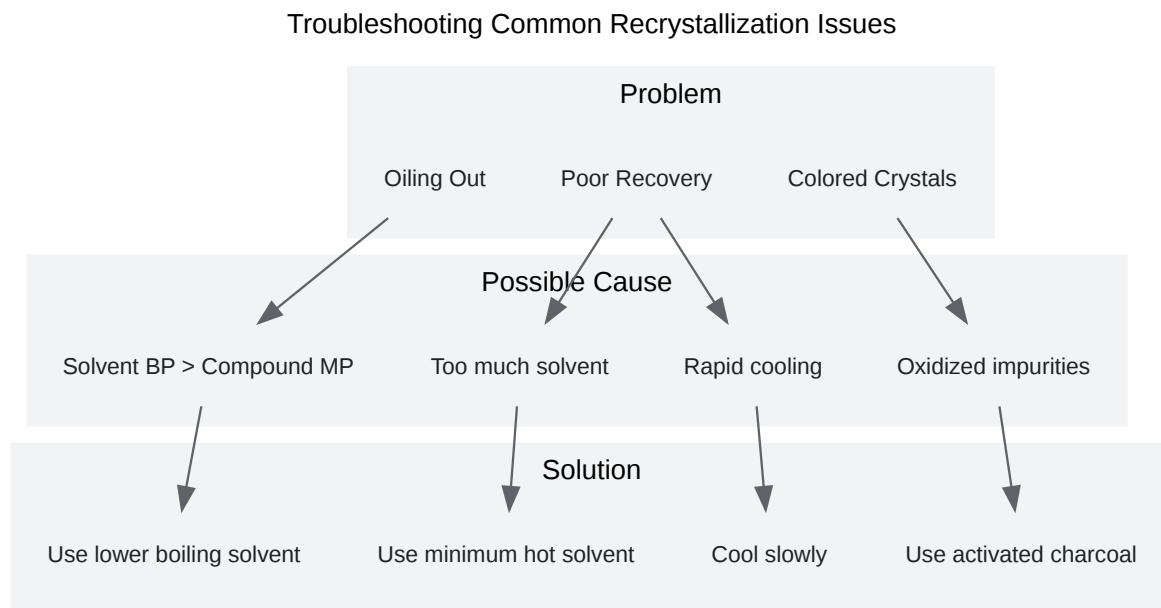 Troubleshooting Common Recrystallization Issues
Problem
Oiling Out
Poor Recovery
Colored Crystals
Possible Cause
Solvent BP > Compound MP
Too much solvent
Rapid cooling
Oxidized impurities
Solution
Use lower boiling solvent
Use minimum hot solvent
Cool slowly
Use activated charcoal